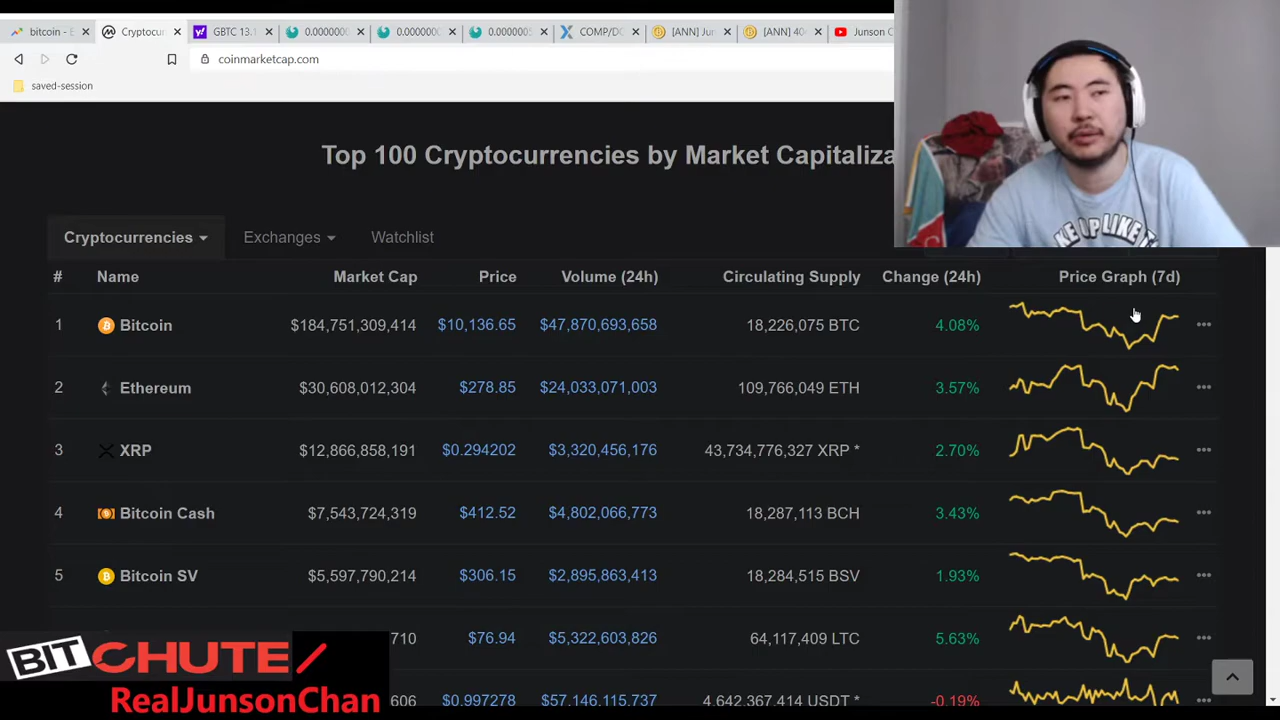 bitcoin - E
Cryptocur
GBTC 13.1
0.000000
0.000000
0.0000005
COMP/DC
[ANN] Jun
[ANN] 40
Junson C
coinmarketcap.com
saved-session
Top 100 Cryptocurrencies by Market Capitaliza
KE UP LIKE T
Cryptocurrencies
Exchanges
Watchlist
# Name Market Cap Price Volume (24h) Circulating Supply Change (24h) Price Graph (7d)
1 Bitcoin $184,751,309,414 $10,136.65 $47,870,693,658 18,226,075 BTC 4.08%
2 Ethereum $30,608,012,304 $278.85 $24,033,071,003 109,766,049 ETH 3.57%
3 XRP $12,866,858,191 $0.294202 $3,320,456,176 43,734,776,327 XRP * 2.70%
4 Bitcoin Cash $7,543,724,319 $412.52 $4,802,066,773 18,287,113 BCH 3.43%
5 Bitcoin SV $5,597,790,214 $306.15 $2,895,863,413 18,284,515 BSV 1.93%
710 $76.94 $5,322,603,826 64,117,409 LTC 5.63%
606 $0.997278 $57,146,115,737 4,642,367,414 USDT * -0.19%
BITCHUTE/
RealJunsonChan